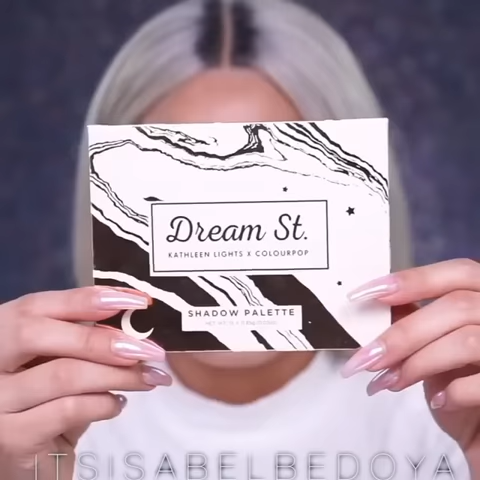 Dream St.
KATHLEEN LIGHTS X COLOURPOP
SHADOW PALETTE
ITSISABELBEDOYA